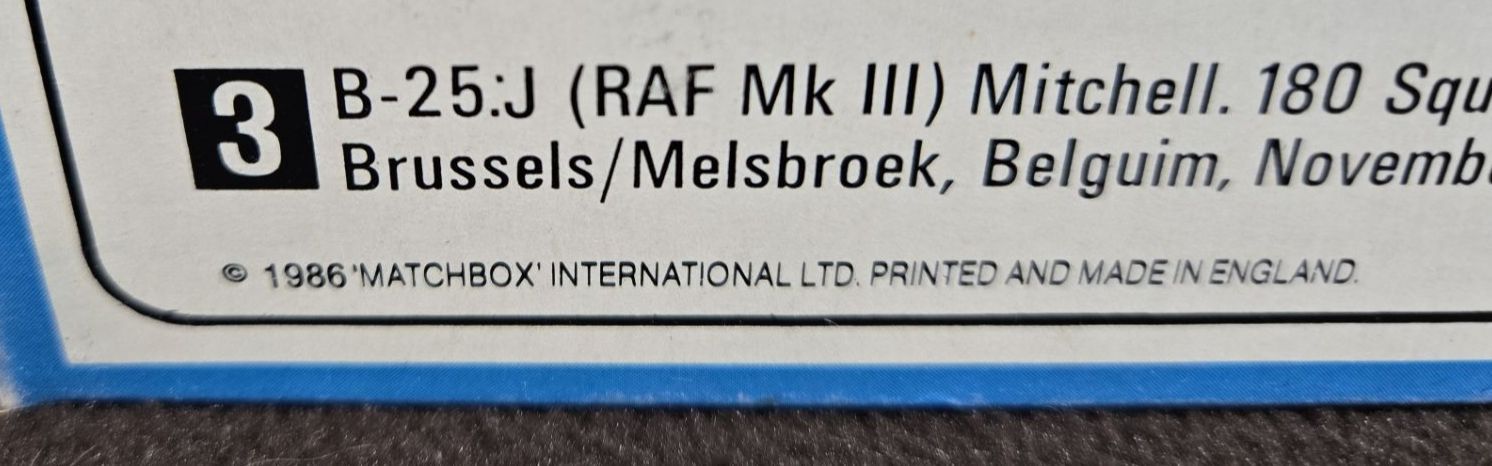 3 B-25:J (RAF Mk III) Mitchell. 180 Squ
Brussels/Melsbroek, Belguim, Novemb
© 1986 'MATCHBOX' INTERNATIONAL LTD. PRINTED AND MADE IN ENGLAND.